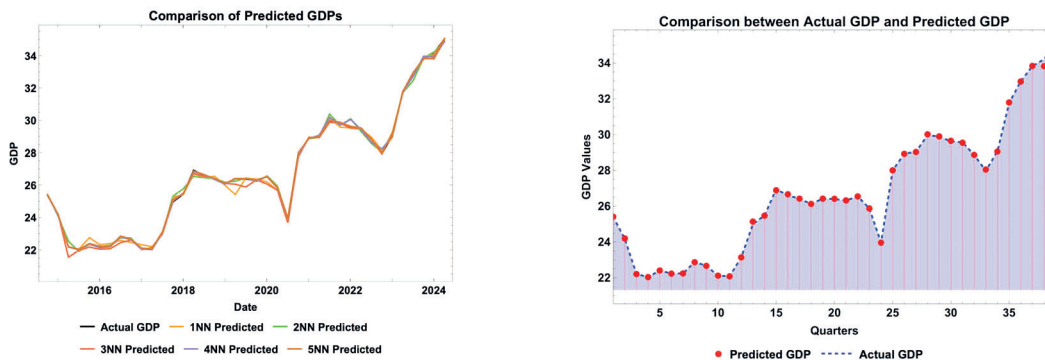 Comparison of Predicted GDPs
34
32
30
28
26
24
22
GDP
2016
2018
2020
2022
2024
Date
Actual GDP
1NN Predicted
2NN Predicted
3NN Predicted
4NN Predicted
5NN Predicted
Comparison between Actual GDP and Predicted GDP
34
32
30
28
26
24
22
GDP Values
5
10
15
20
25
30
35
Quarters
Predicted GDP
Actual GDP